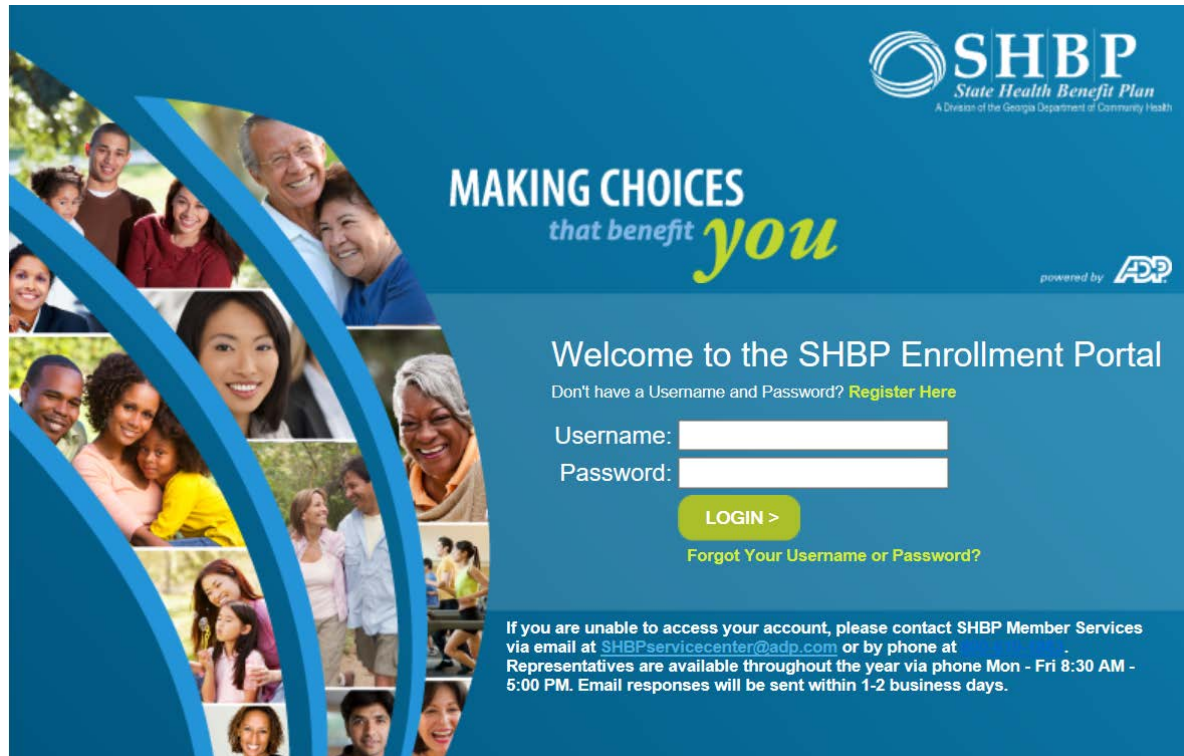 SHBP
State Health Benefit Plan
A Division of the Georgia Department of Community Health
MAKING CHOICES
that benefit you
powered by ADP
Welcome to the SHBP Enrollment Portal
Don't have a Username and Password? Register Here
Username:
Password:
LOGIN >
Forgot Your Username or Password?
If you are unable to access your account, please contact SHBP Member Services
via email at SHBPservicecenter@adp.com or by phone at .
Representatives are available throughout the year via phone Mon - Fri 8:30 AM -
5:00 PM. Email responses will be sent within 1-2 business days.